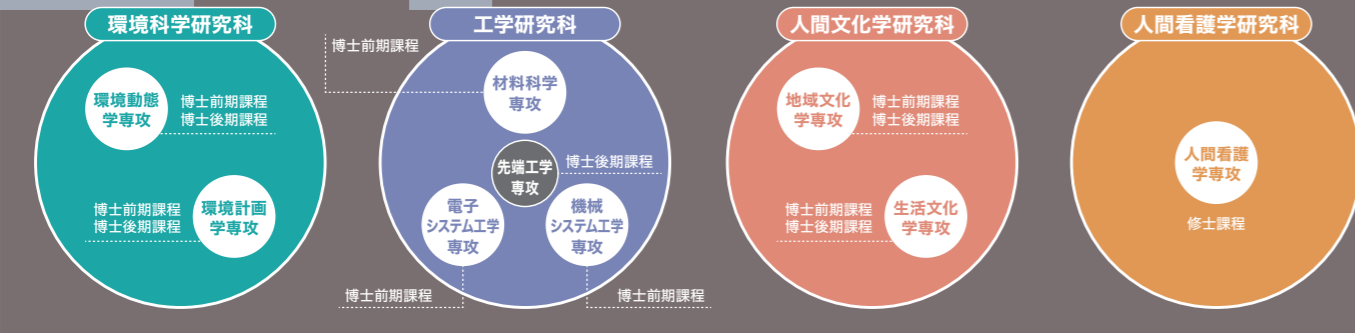 環境科学研究科
環境動態
学専攻
博士前期課程
博士後期課程
博士前期課程
博士後期課程
環境計画
学専攻
工学研究科
博士前期課程
材料科学
専攻
先端工学
専攻
博士後期課程
電子
システム工学
専攻
機械
システム工学
専攻
博士前期課程
博士前期課程
人間文化学研究科
地域文化
学専攻
博士前期課程
博士後期課程
博士前期課程
博士後期課程
生活文化
学専攻
人間看護学研究科
人間看護
学専攻
修士課程